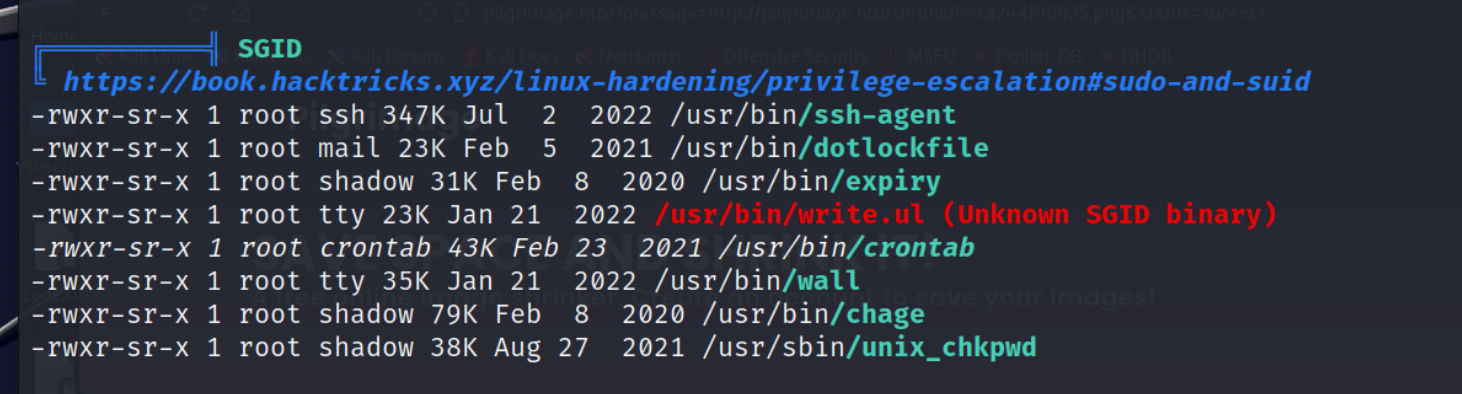 pilgrimage.htb/?message=http://pilgrimage.htb/shrunk/64ca244f96925.png&status=success
Home
Kali Linux Kali Forums Kali Docs NetHunter Offensive Security MSFU Exploit-DB GHDB
SGID
https://book.hacktricks.xyz/linux-hardening/privilege-escalation#sudo-and-suid
-rwxr-sr-x 1 root ssh 347K Jul  2  2022 /usr/bin/ssh-agent
Pilgrimage
-rwxr-sr-x 1 root mail 23K Feb  5  2021 /usr/bin/dotlockfile
-rwxr-sr-x 1 root shadow 31K Feb  8  2020 /usr/bin/expiry
-rwxr-sr-x 1 root tty 23K Jan 21  2022 /usr/bin/write.ul (Unknown SGID binary)
-rwxr-sr-x 1 root crontab 43K Feb 23  2021 /usr/bin/crontab
-rwxr-sr-x 1 root tty 35K Jan 21  2022 /usr/bin/wall
save your images!
-rwxr-sr-x 1 root shadow 79K Feb  8  2020 /usr/bin/chage
-rwxr-sr-x 1 root shadow 38K Aug 27  2021 /usr/sbin/unix_chkpwd